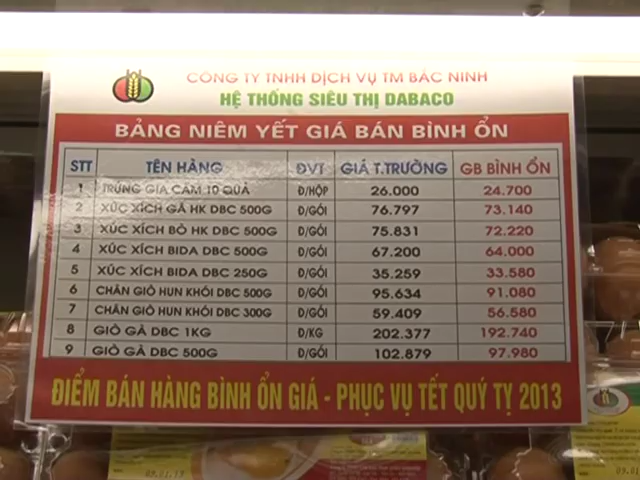 CÔNG TY TNHH DỊCH VỤ TM BẮC NINH
HỆ THỐNG SIÊU THỊ DABACO
BẢNG NIÊM YẾT GIÁ BÁN BÌNH ỔN
STT TÊN HÀNG ĐVT GIÁ T.TRƯỜNG GB BÌNH ỔN
1 TRỨNG GIA CẦM 10 QUẢ Đ/HỘP 26.000 24.700
2 XÚC XÍCH GÀ HK DBC 500G Đ/GÓI 76.797 73.140
3 XÚC XÍCH BÒ HK DBC 500G Đ/GÓI 75.831 72.220
4 XÚC XÍCH BIDA DBC 500G Đ/GÓI 67.200 64.000
5 XÚC XÍCH BIDA DBC 250G Đ/GÓI 35.259 33.580
6 CHÂN GIÒ HUN KHÓI DBC 500G Đ/GÓI 95.634 91.080
7 CHÂN GIÒ HUN KHÓI DBC 300G Đ/GÓI 59.409 56.580
8 GIÒ GÀ DBC 1KG Đ/KG 202.377 192.740
9 GIÒ GÀ DBC 500G Đ/GÓI 102.879 97.980
ĐIỂM BÁN HÀNG BÌNH ỔN GIÁ - PHỤC VỤ TẾT QUÝ TỴ 2013
09.01.13
09.01